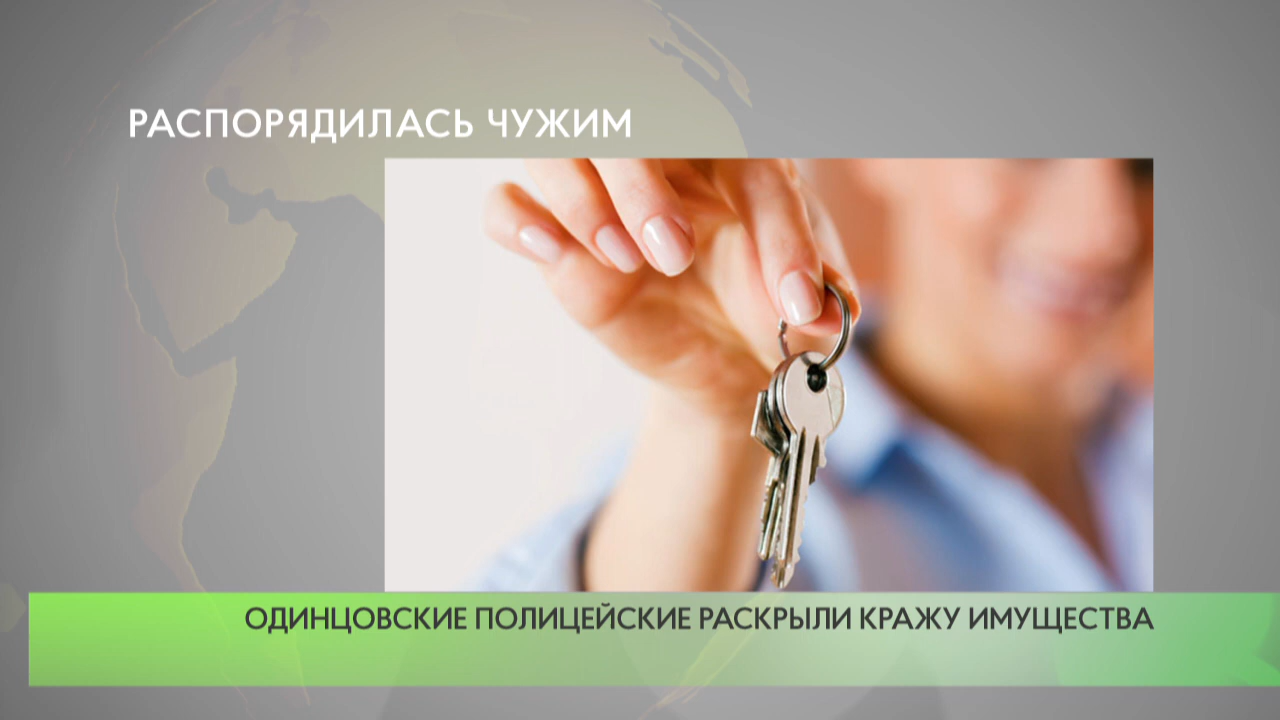 РАСПОРЯДИЛАСЬ ЧУЖИМ
ОДИНЦОВСКИЕ ПОЛИЦЕЙСКИЕ РАСКРЫЛИ КРАЖУ ИМУЩЕСТВА